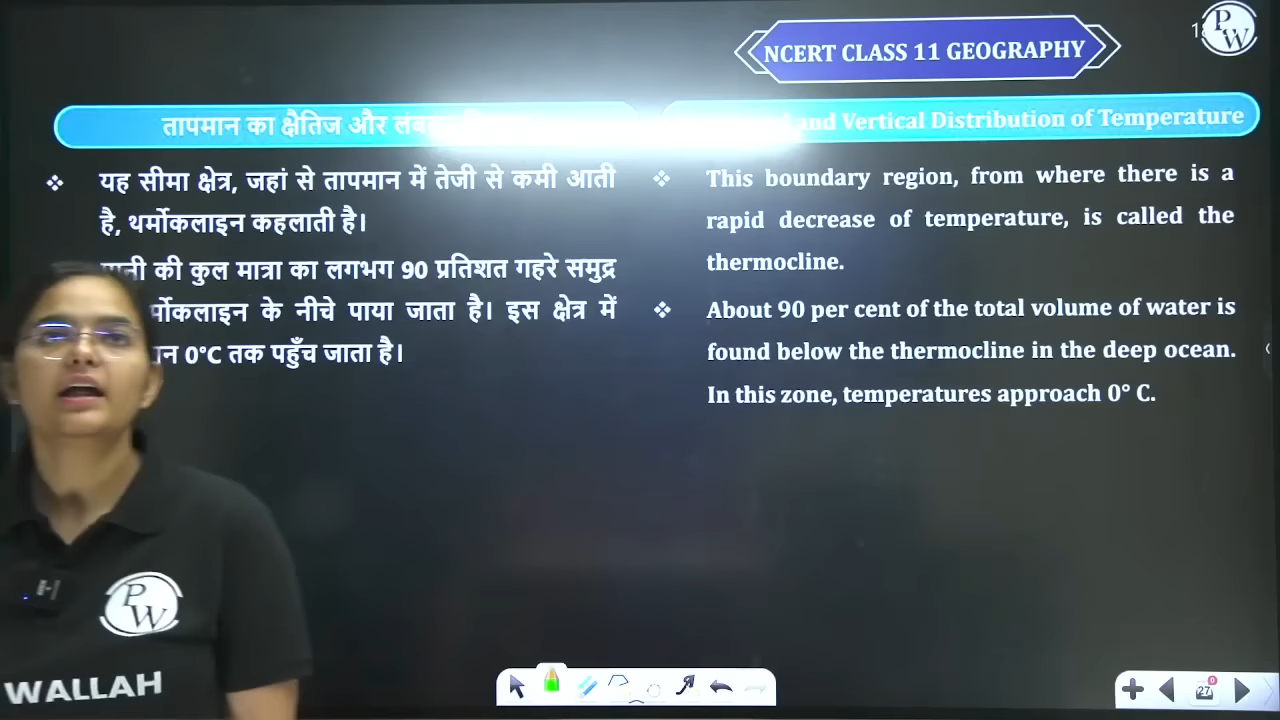 NCERT CLASS 11 GEOGRAPHY
PW
तापमान का क्षैतिज और
and Vertical Distribution of Temperature
❖ यह सीमा क्षेत्र, जहां से तापमान में तेजी से कमी आती
है, थर्मोकलाइन कहलाती है।
की कुल मात्रा का लगभग 90 प्रतिशत गहरे समुद्र
के नीचे पाया जाता है। इस क्षेत्र में
0°C तक पहुँच जाता है।
❖ This boundary region, from where there is a
rapid decrease of temperature, is called the
thermocline.
❖ About 90 per cent of the total volume of water is
found below the thermocline in the deep ocean.
In this zone, temperatures approach 0° C.
PW
WALLAH
27